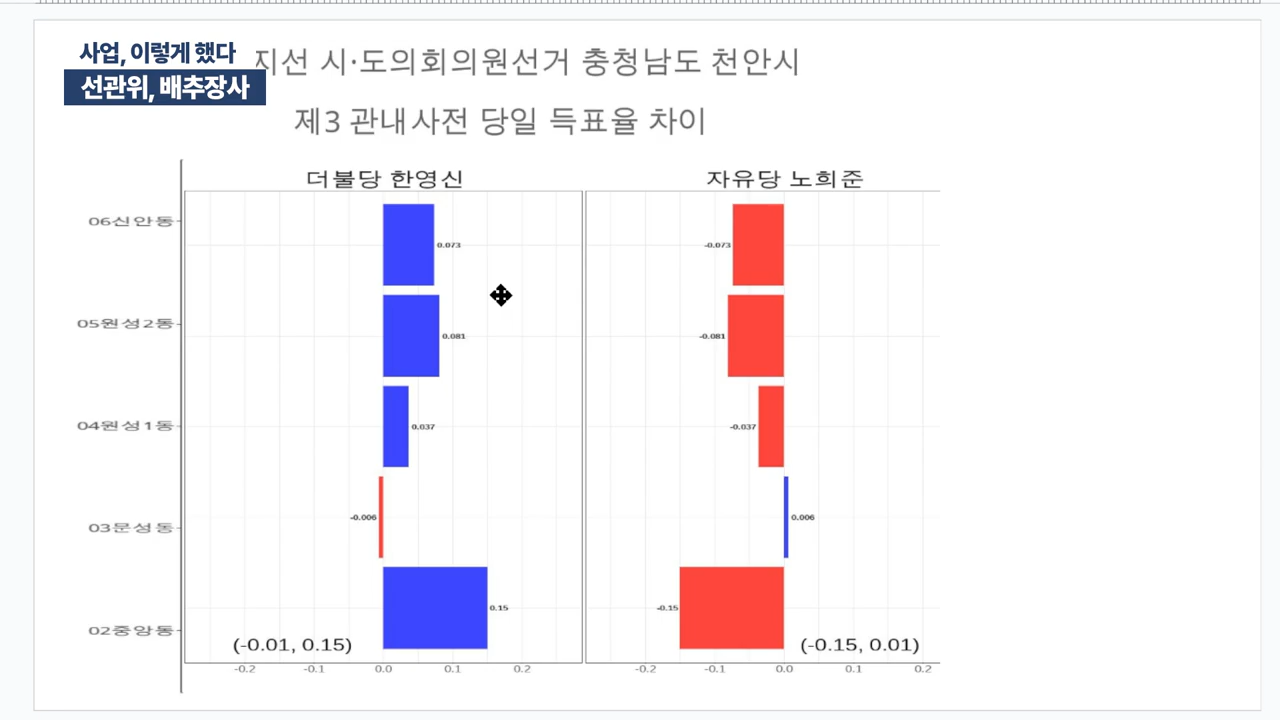 사업, 이렇게 했다
선관위, 배추장사
지선 시·도의회의원선거 충청남도 천안시
제3 관내사전 당일 득표율 차이
더불당 한영신
자유당 노희준
06신안동
0.073
-0.073
05원성2동
0.081
-0.081
04원성1동
0.037
-0.037
03문성동
-0.006
0.006
02중앙동
0.15
-0.15
(-0.01, 0.15)
(-0.15, 0.01)
-0.2 -0.1 0.0 0.1 0.2
-0.2 -0.1 0.0 0.1 0.2